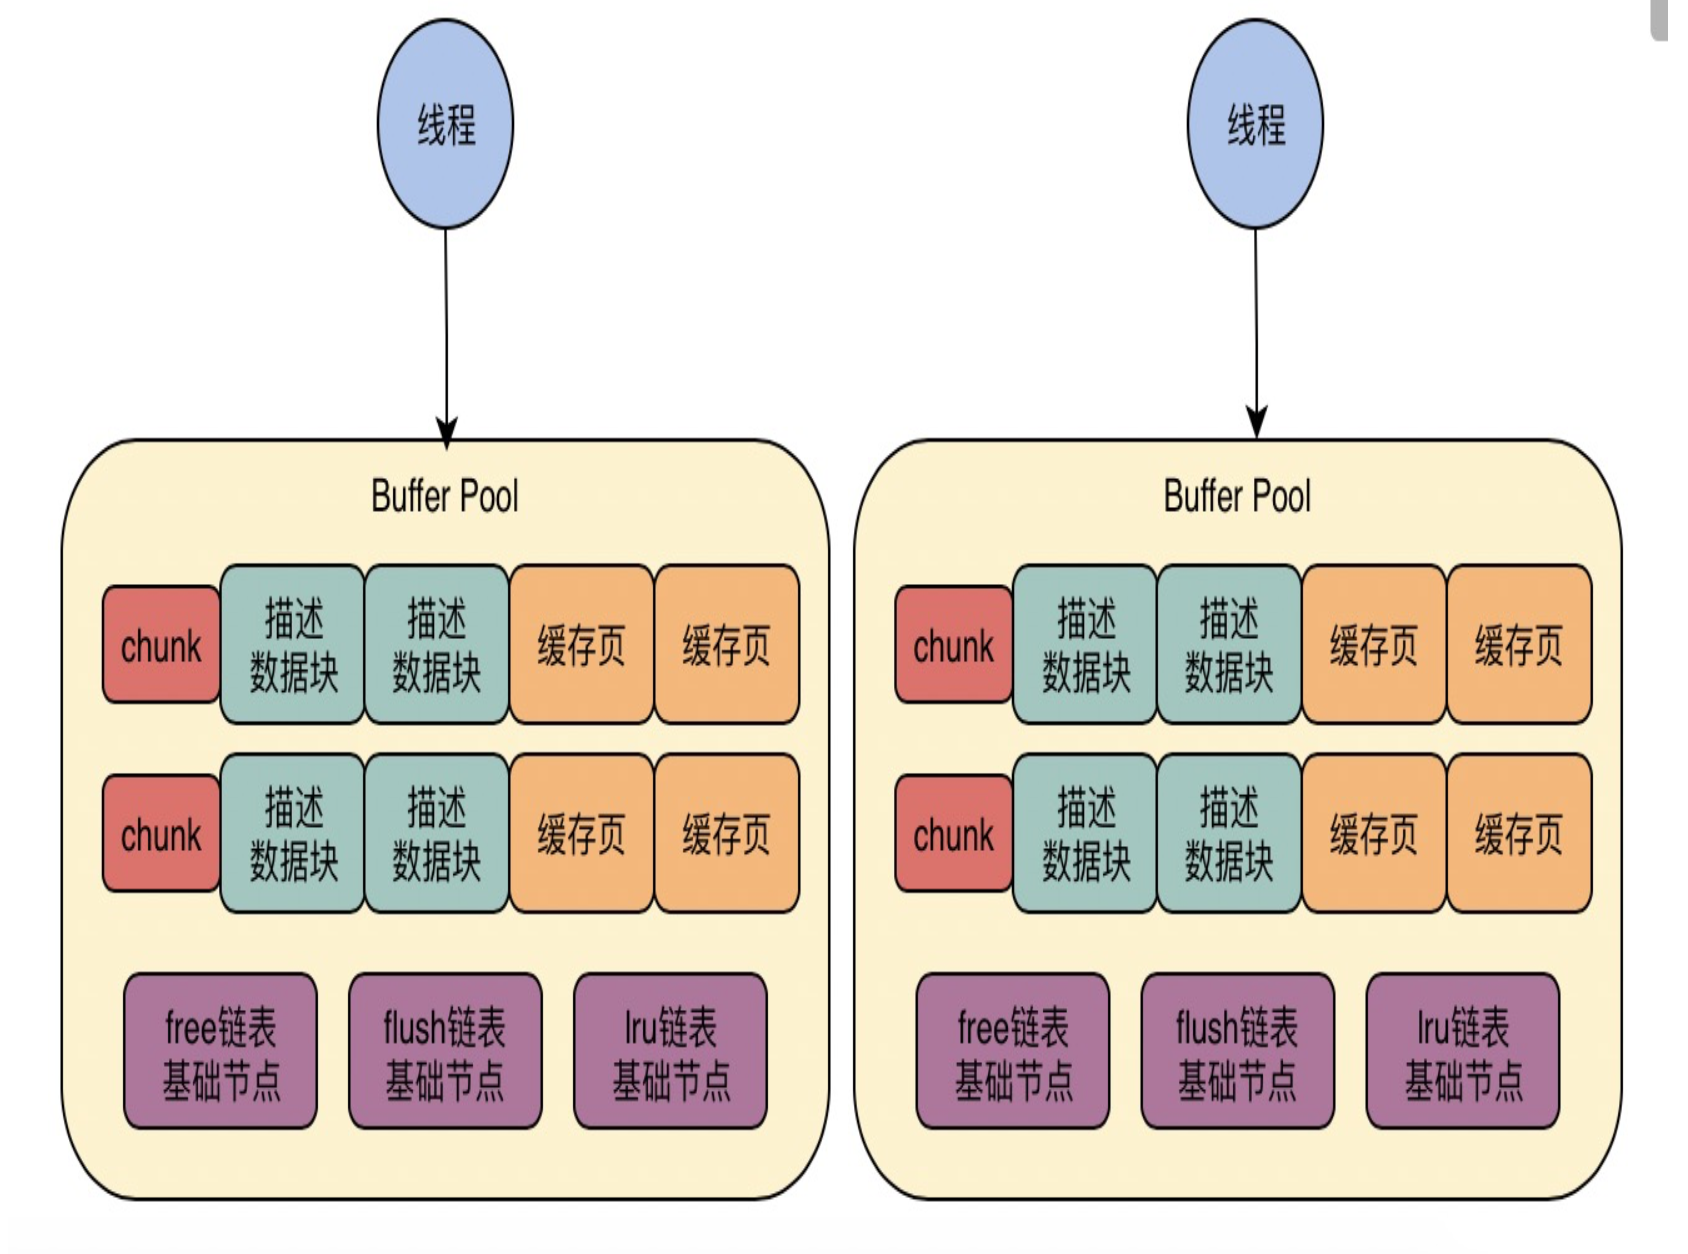 线程
线程
Buffer Pool
chunk
描述
数据块
描述
数据块
缓存页
缓存页
chunk
描述
数据块
描述
数据块
缓存页
缓存页
free链表
基础节点
flush链表
基础节点
lru链表
基础节点
Buffer Pool
chunk
描述
数据块
描述
数据块
缓存页
缓存页
chunk
描述
数据块
描述
数据块
缓存页
缓存页
free链表
基础节点
flush链表
基础节点
lru链表
基础节点